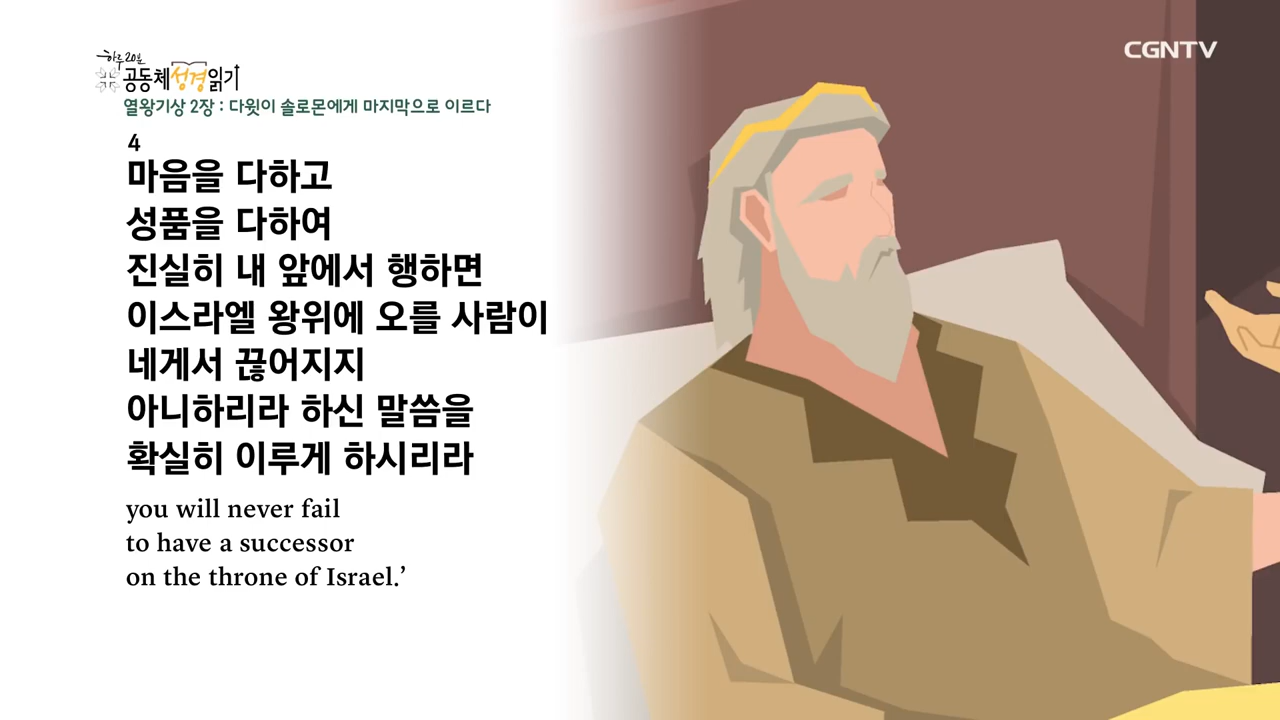 CGNTV
하루 20분
공동체성경읽기
열왕기상 2장 : 다윗이 솔로몬에게 마지막으로 이르다
4
마음을 다하고
성품을 다하여
진실히 내 앞에서 행하면
이스라엘 왕위에 오를 사람이
네게서 끊어지지
아니하리라 하신 말씀을
확실히 이루게 하시리라
you will never fail
to have a successor
on the throne of Israel.’